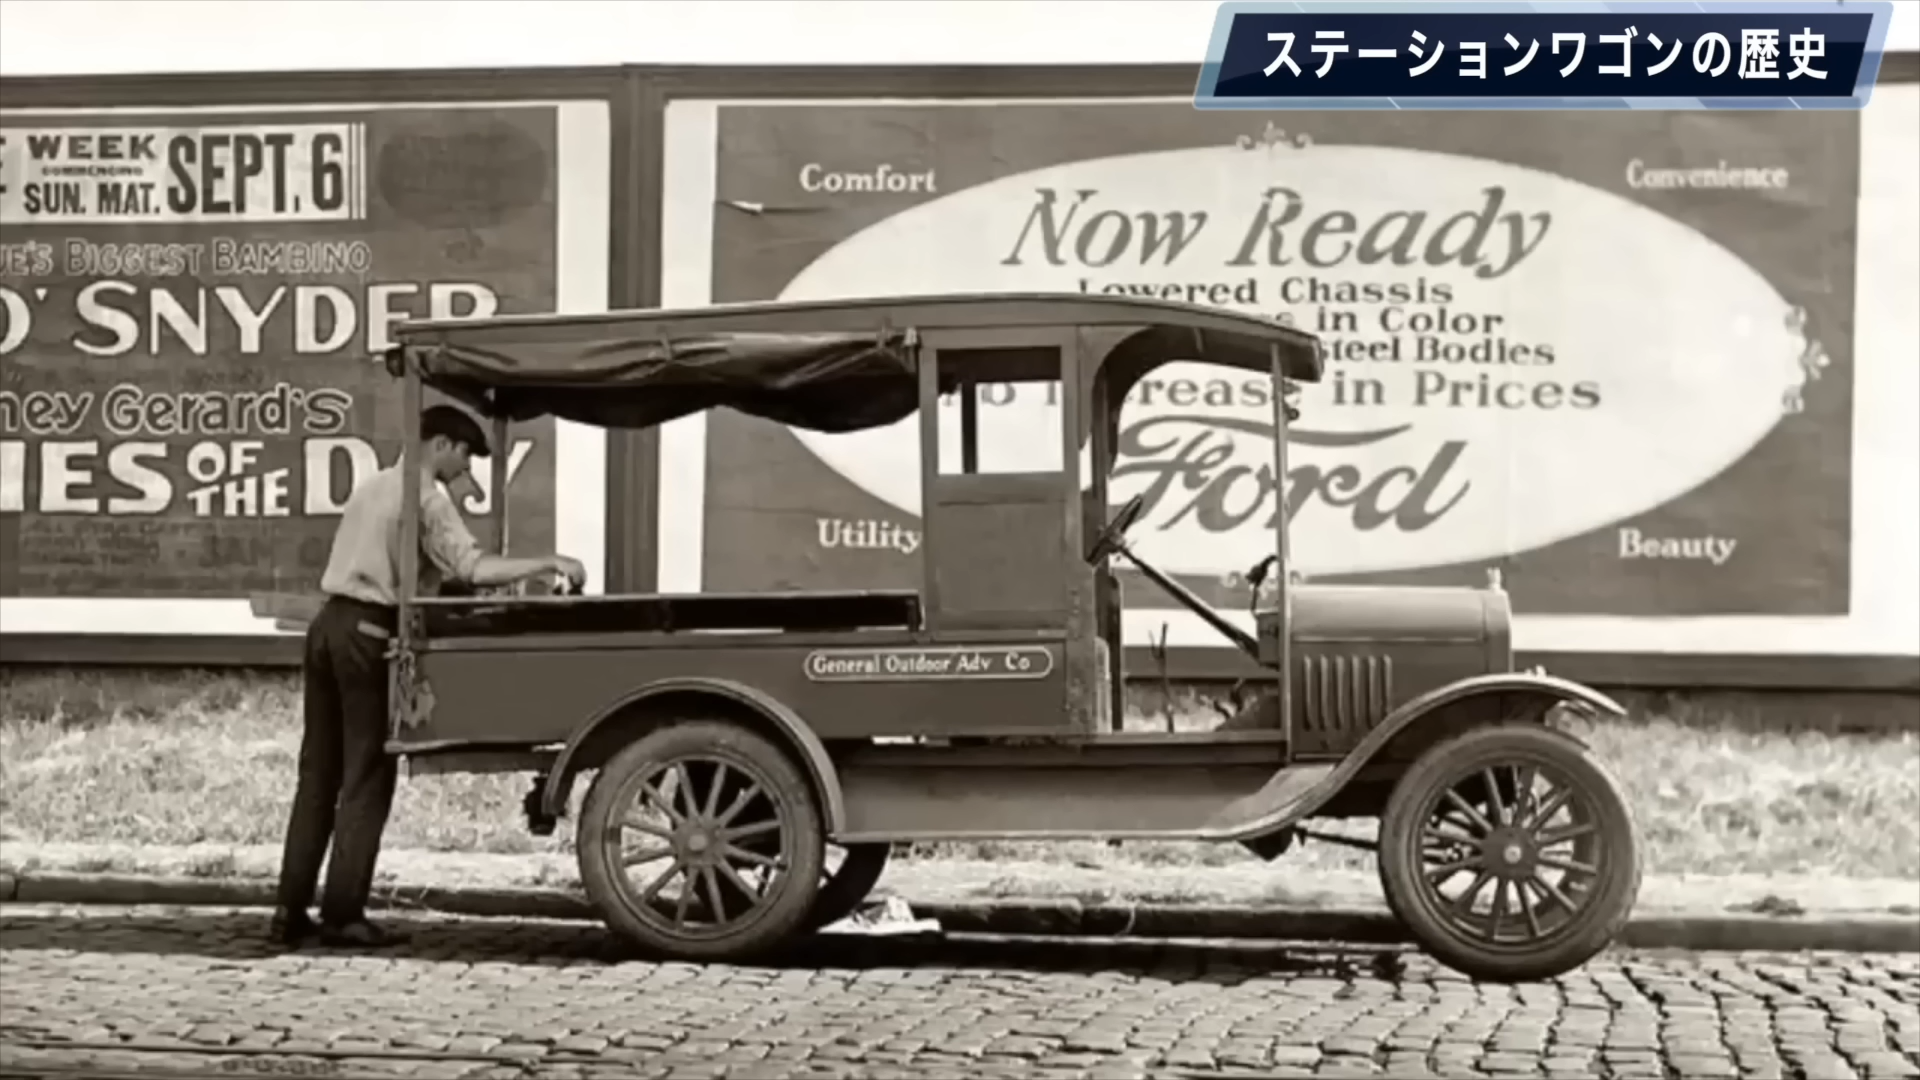 ステーションワゴンの歴史
WEEK
COMMENCING
SUN. MAT. SEPT. 6
BIGGEST BAMBINO
SNYDER
Gerard's
OF THE
Comfort
Convenience
Now Ready
Lowered Chassis
in Color
Steel Bodies
in Prices
Ford
Utility
Beauty
General Outdoor Adv Co